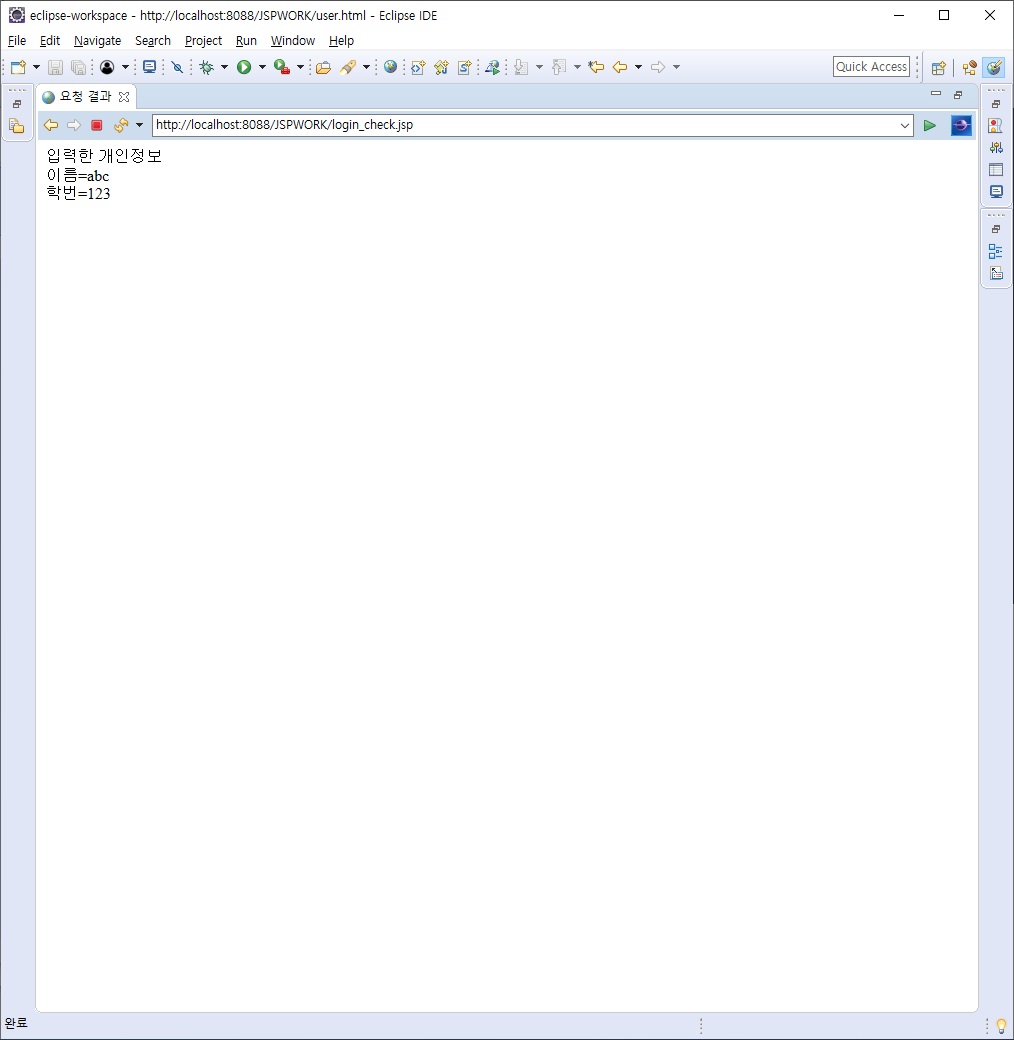 eclipse-workspace - http://localhost:8088/JSPWORK/user.html - Eclipse IDE
File Edit Navigate Search Project Run Window Help
Quick Access
요청 결과
http://localhost:8088/JSPWORK/login_check.jsp
입력한 개인정보
이름=abc
학번=123
완료